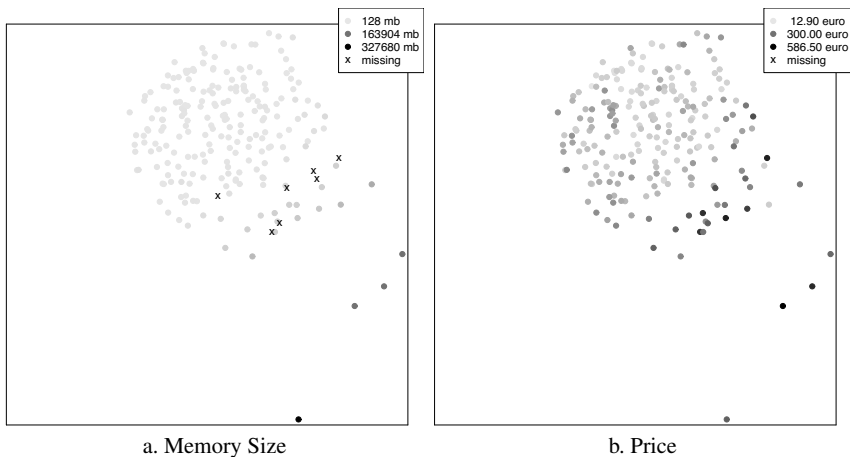 128 mb
163904 mb
327680 mb
x missing
12.90 euro
300.00 euro
586.50 euro
x missing
x
x
x
x
x
x
x
a. Memory Size
b. Price